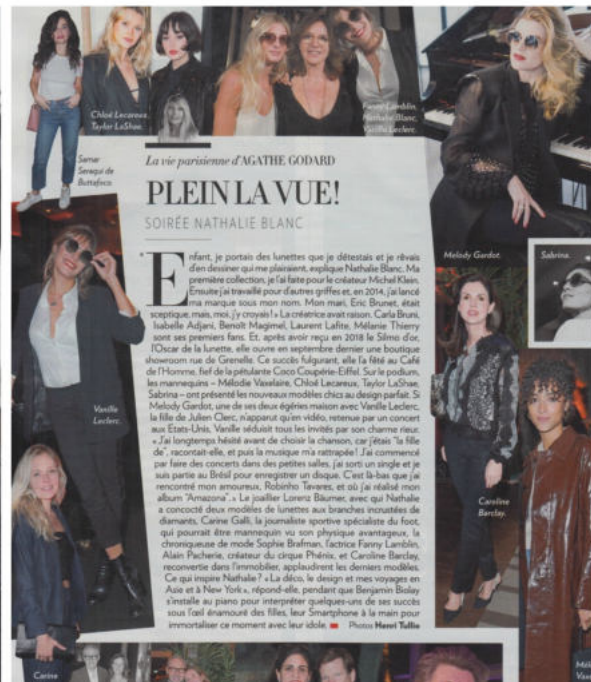 Chloé Lecareux,
Taylor LaShae.
Fanny Lamblin,
Nathalie Blanc,
Vanille Leclerc.
Samar
Seraqui de
Buttafoco.
La vie parisienne d'AGATHE GODARD
PLEIN LA VUE!
SOIRÉE NATHALIE BLANC
Melody Gardot.
Sabrina.
Vanille
Leclerc.
Caroline
Barclay.
« Enfant, je portais des lunettes que je détestais et je rêvais
d'en dessiner qui me plairaient, explique Nathalie Blanc. Ma
première collection, je l'ai faite pour le créateur Michel Klein.
Ensuite j'ai travaillé pour d'autres griffes et, en 2014, j'ai lancé
ma marque sous mon nom. Mon mari, Eric Brunet, était
sceptique, mais, moi, j'y croyais! » La créatrice avait raison. Carla Bruni,
Isabelle Adjani, Benoît Magimel, Laurent Lafite, Mélanie Thierry
sont ses premiers fans. Et, après avoir reçu en 2018 le Silmo d'or,
l'Oscar de la lunette, elle ouvre en septembre dernier une boutique
showroom rue de Grenelle. Ce succès fulgurant, elle l'a fêté au Café
de l'Homme, fief de la pétulante Coco Coupérie-Eiffel. Sur le podium,
les mannequins – Mélodie Vaxelaire, Chloé Lecareux, Taylor LaShae,
Sabrina – ont présenté les nouveaux modèles chics au design parfait. Si
Melody Gardot, une de ses deux égéries maison avec Vanille Leclerc,
la fille de Julien Clerc, n'apparut qu'en vidéo, retenue par un concert
aux Etats-Unis, Vanille séduisit tous les invités par son charme rieur.
« J'ai longtemps hésité avant de choisir la chanson, car j'étais "la fille
de", racontait-elle, et puis la musique m'a rattrapée! J'ai commencé
par faire des concerts dans des petites salles, j'ai sorti un single et je
suis partie au Brésil pour enregistrer un disque. C'est là-bas que j'ai
rencontré mon amoureux, Robinho Tavares, et où j'ai réalisé mon
album "Amazona". » Le joaillier Lorenz Bäumer, avec qui Nathalie
a concocté deux modèles de lunettes aux branches incrustées de
diamants, Carine Galli, la journaliste sportive spécialiste du foot,
qui pourrait être mannequin vu son physique avantageux, la
chroniqueuse de mode Sophie Brafman, l'actrice Fanny Lamblin,
Alain Pacherie, créateur du cirque Phénix, et Caroline Barclay,
reconvertie dans l'immobilier, applaudirent les derniers modèles.
Ce qui inspire Nathalie? « La déco, le design et mes voyages en
Asie et à New York », répond-elle, pendant que Benjamin Biolay
s'installe au piano pour interpréter quelques-uns de ses succès
sous l'œil énamouré des filles, leur Smartphone à la main pour
immortaliser ce moment avec leur idole. Photos Henri Tullio
Carine